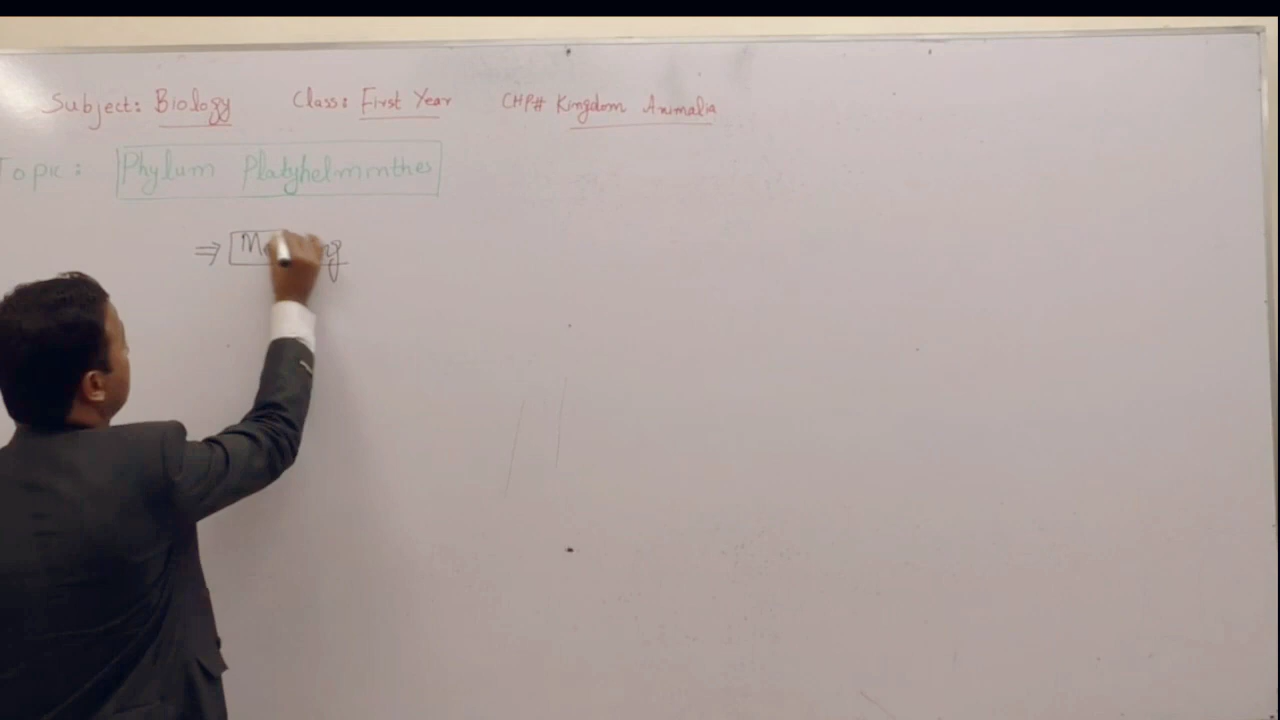 Subject: Biology Class: First Year CHP# Kingdom Animalia
Topic: Phylum Platyhelminthes
⇒